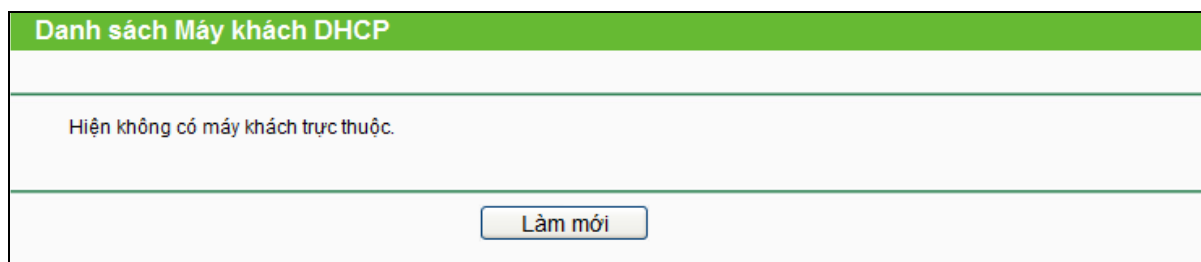 Danh sách Máy khách DHCP
Hiện không có máy khách trực thuộc.
Làm mới